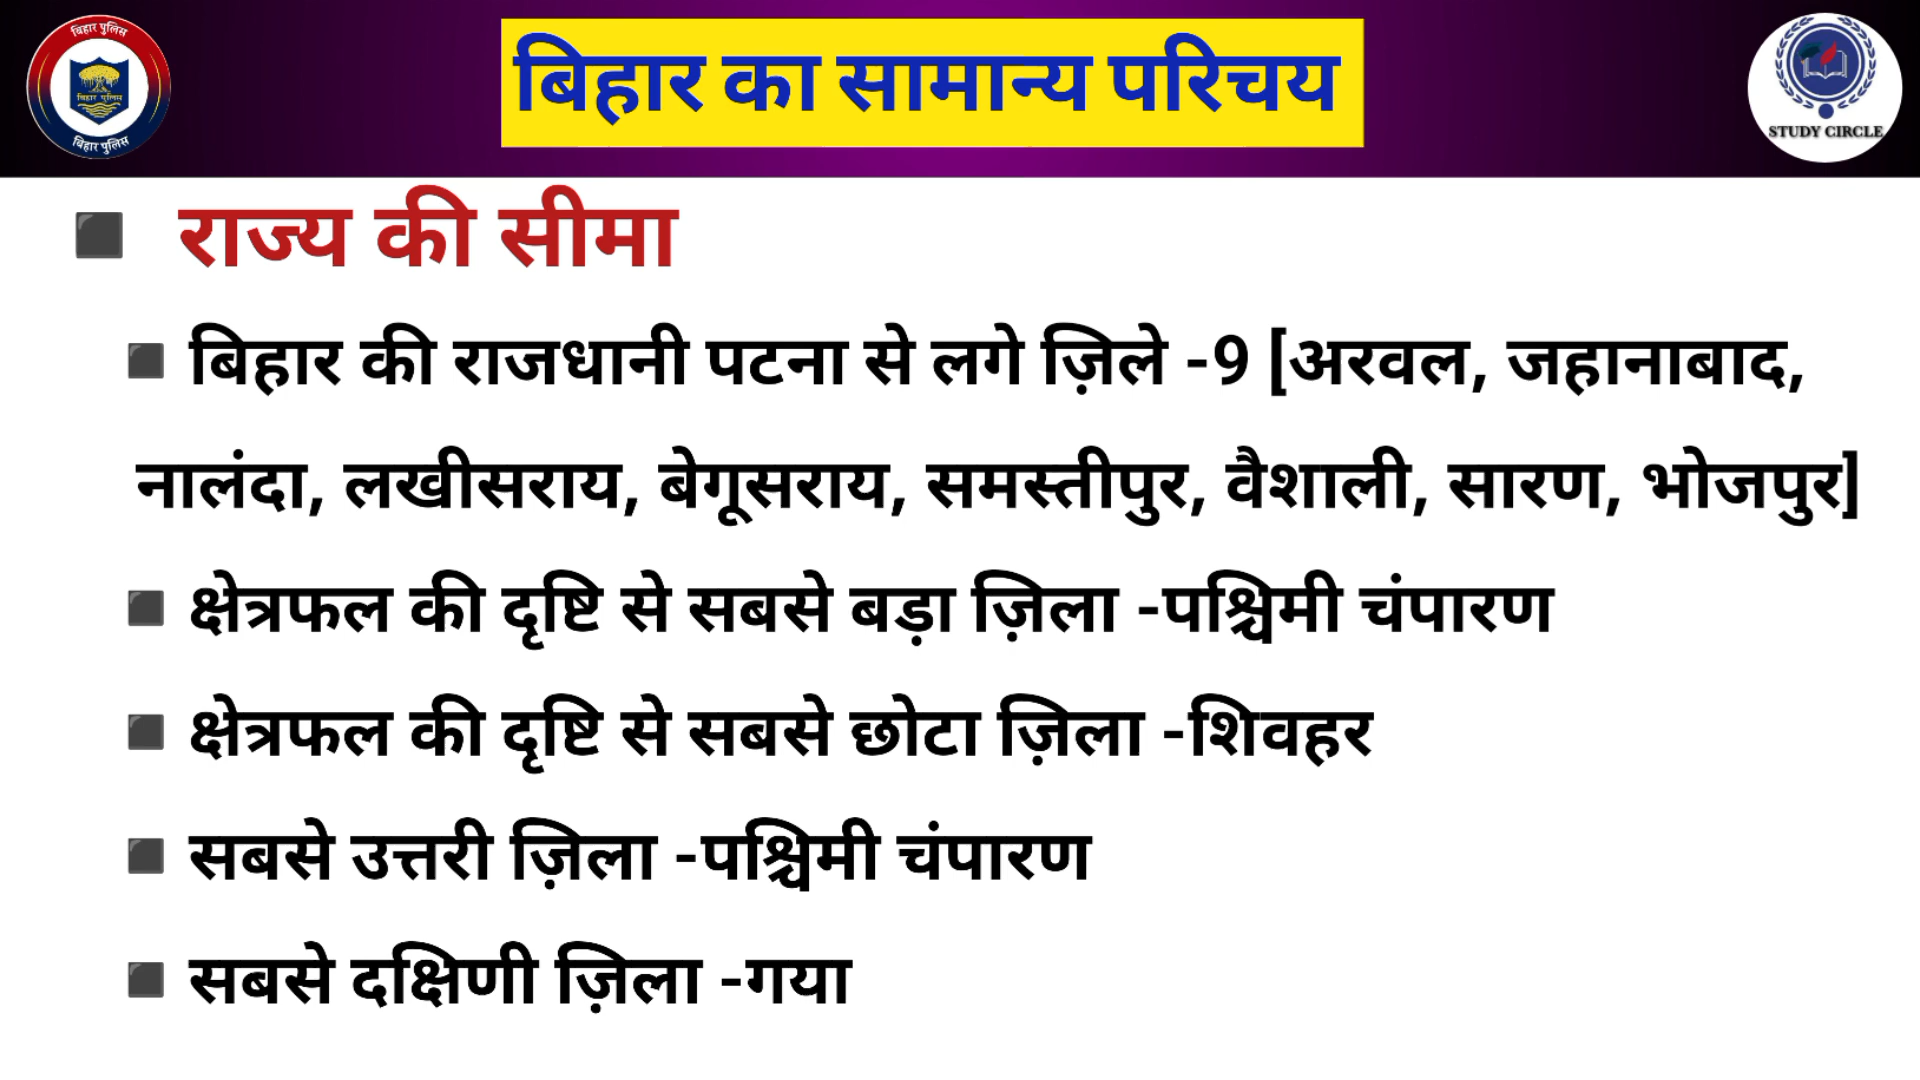 बिहार पुलिस
बिहार पुलिस
बिहार पुलिस
बिहार का सामान्य परिचय
STUDY CIRCLE
राज्य की सीमा
बिहार की राजधानी पटना से लगे ज़िले -9 [अरवल, जहानाबाद,
नालंदा, लखीसराय, बेगूसराय, समस्तीपुर, वैशाली, सारण, भोजपुर]
क्षेत्रफल की दृष्टि से सबसे बड़ा ज़िला -पश्चिमी चंपारण
क्षेत्रफल की दृष्टि से सबसे छोटा ज़िला -शिवहर
सबसे उत्तरी ज़िला -पश्चिमी चंपारण
सबसे दक्षिणी ज़िला -गया